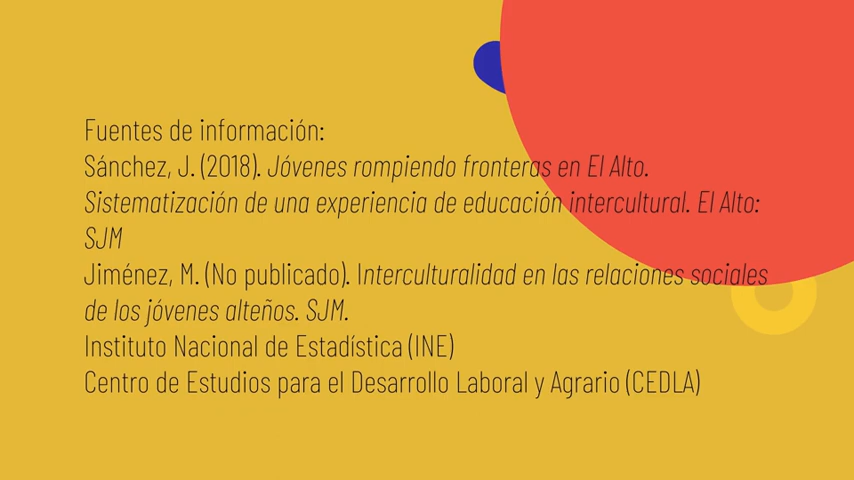 Fuentes de información:
Sánchez, J. (2018). Jóvenes rompiendo fronteras en El Alto.
Sistematización de una experiencia de educación intercultural. El Alto:
SJM
Jiménez, M. (No publicado). Interculturalidad en las relaciones sociales
de los jóvenes alteños. SJM.
Instituto Nacional de Estadística (INE)
Centro de Estudios para el Desarrollo Laboral y Agrario (CEDLA)